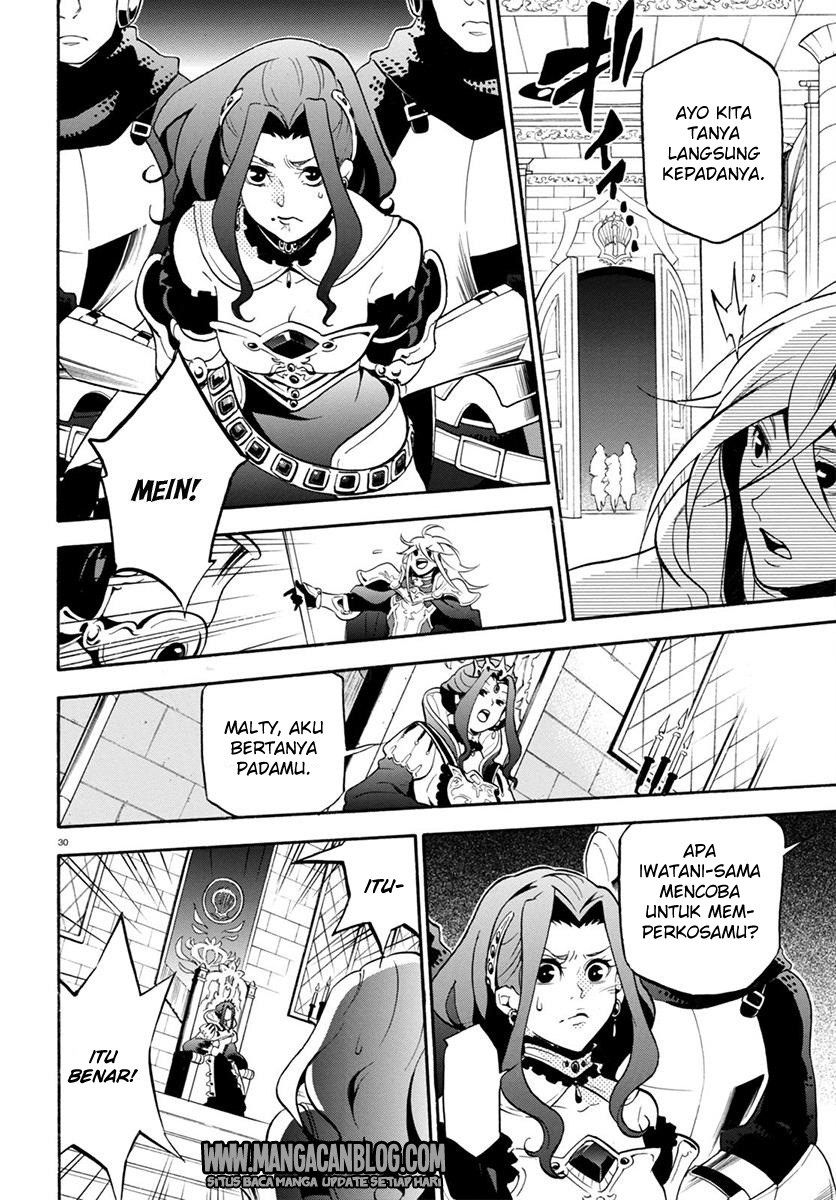 AYO KITA
TANYA
LANGSUNG
KEPADANYA.
MEIN!
MALTY, AKU
BERTANYA
PADAMU.
APA
IWATANI-SAMA
MENCOBA
UNTUK MEM-
PERKOSAMU?
ITU-
ITU
BENAR!
30
WWW.MANGACANBLOG.COM
SITUS BACA MANGA UPDATE SETIAP HARI